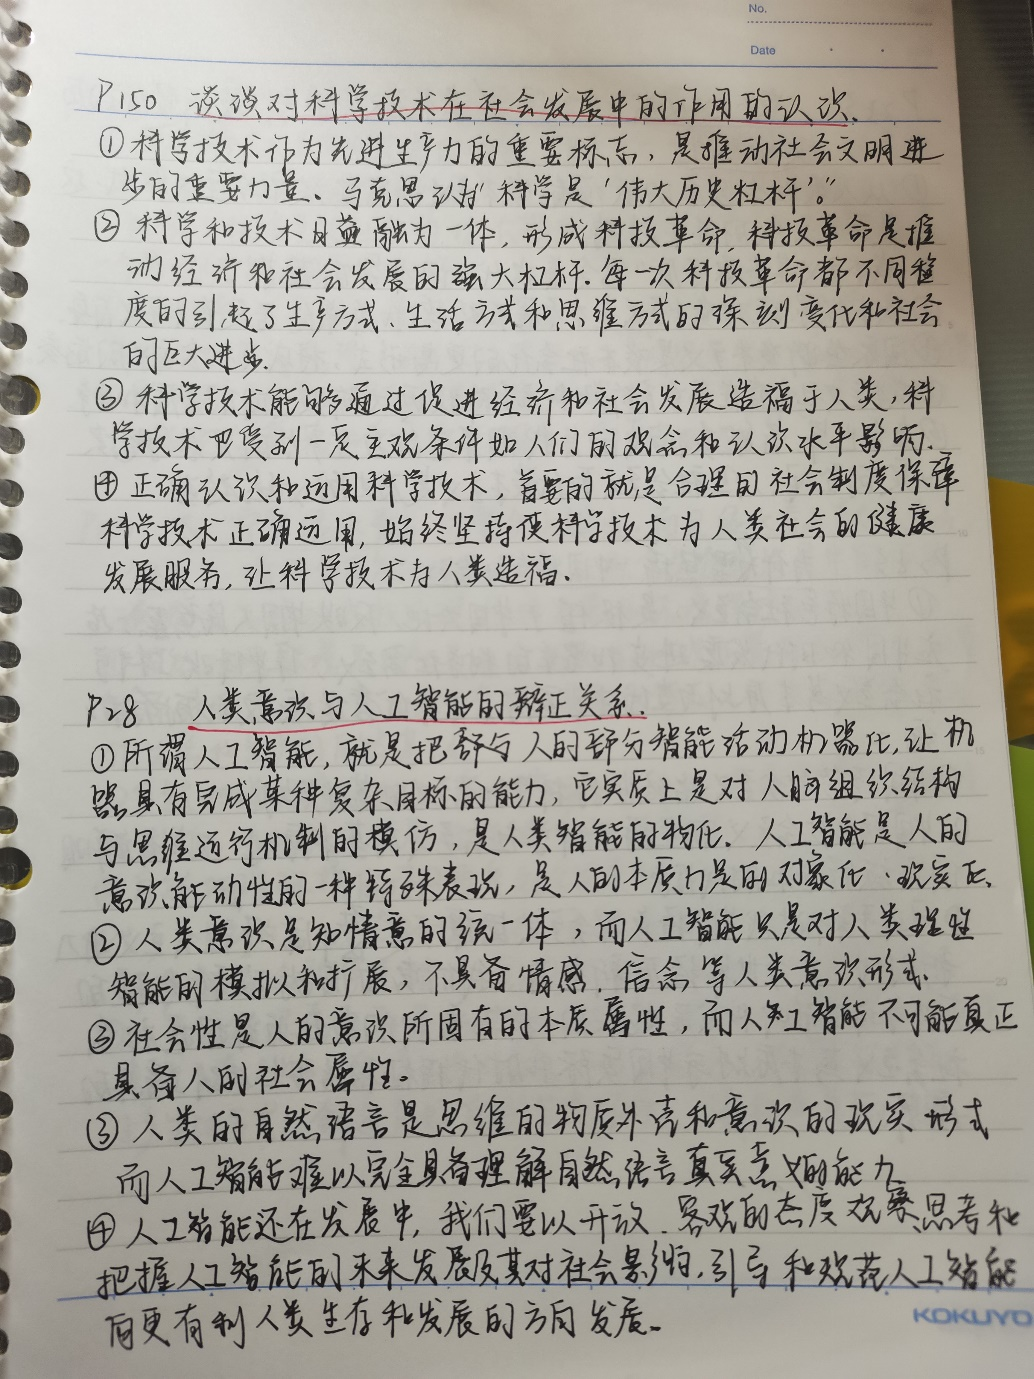 No.
Date
P150 谈谈对科学技术在社会发展中的作用的认识.
① 科学技术作为先进生产力的重要标志，是推动社会文明进
步的重要力量。马克思认为“科学是‘伟大历史杠杆’。”
② 科学和技术日益融为一体，形成科技革命，科技革命是推
动经济和社会发展的强大杠杆。每一次科技革命都不同程
度的引起了生产方式、生活方式和思维方式的深刻变化和社会
的巨大进步.
③ 科学技术能够通过促进经济和社会发展造福于人类，科
学技术也受到一定主观条件如人们的观念和认识水平影响.
④ 正确认识和运用科学技术，首要的就是合理的社会制度保障
科学技术正确运用，始终坚持使科学技术为人类社会的健康
发展服务，让科学技术为人类造福.
P28 人类意识与人工智能的辩正关系.
① 所谓人工智能，就是把部分人的部分智能活动机器化，让机
器具有完成某种复杂目标的能力，它实质上是对人脑组织结构
与思维运行机制的模仿，是人类智能的物化. 人工智能是人的
意识能动性的一种特殊表现，是人的本质力量的对象化、现实化.
② 人类意识是知情意的统一体，而人工智能只是对人类理性
智能的模拟和扩展，不具备情感、信念等人类意识形式.
③ 社会性是人的意识所固有的本质属性，而人工智能不可能真正
具备人的社会属性。
③ 人类的自然语言是思维的物质外壳和意识的现实形式
而人工智能难以完全具备理解自然语言真实意义的能力
④ 人工智能还在发展中，我们要以开放、客观的态度观察思考和
把握人工智能的未来发展及其对社会影响，引导和规范人工智能
向更有利人类生存和发展的方向发展。
KOKUYO